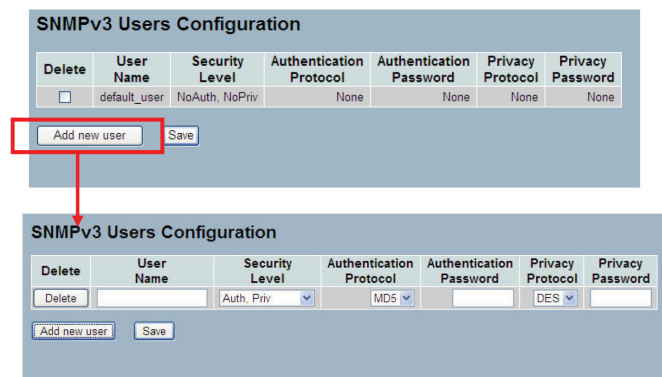 SNMPv3 Users Configuration
Delete User Name Security Level Authentication Protocol Authentication Password Privacy Protocol Privacy Password
default_user NoAuth, NoPriv None None None None
Add new user Save
SNMPv3 Users Configuration
Delete User Name Security Level Authentication Protocol Authentication Password Privacy Protocol Privacy Password
Delete Auth, Priv MD5 DES
Add new user Save